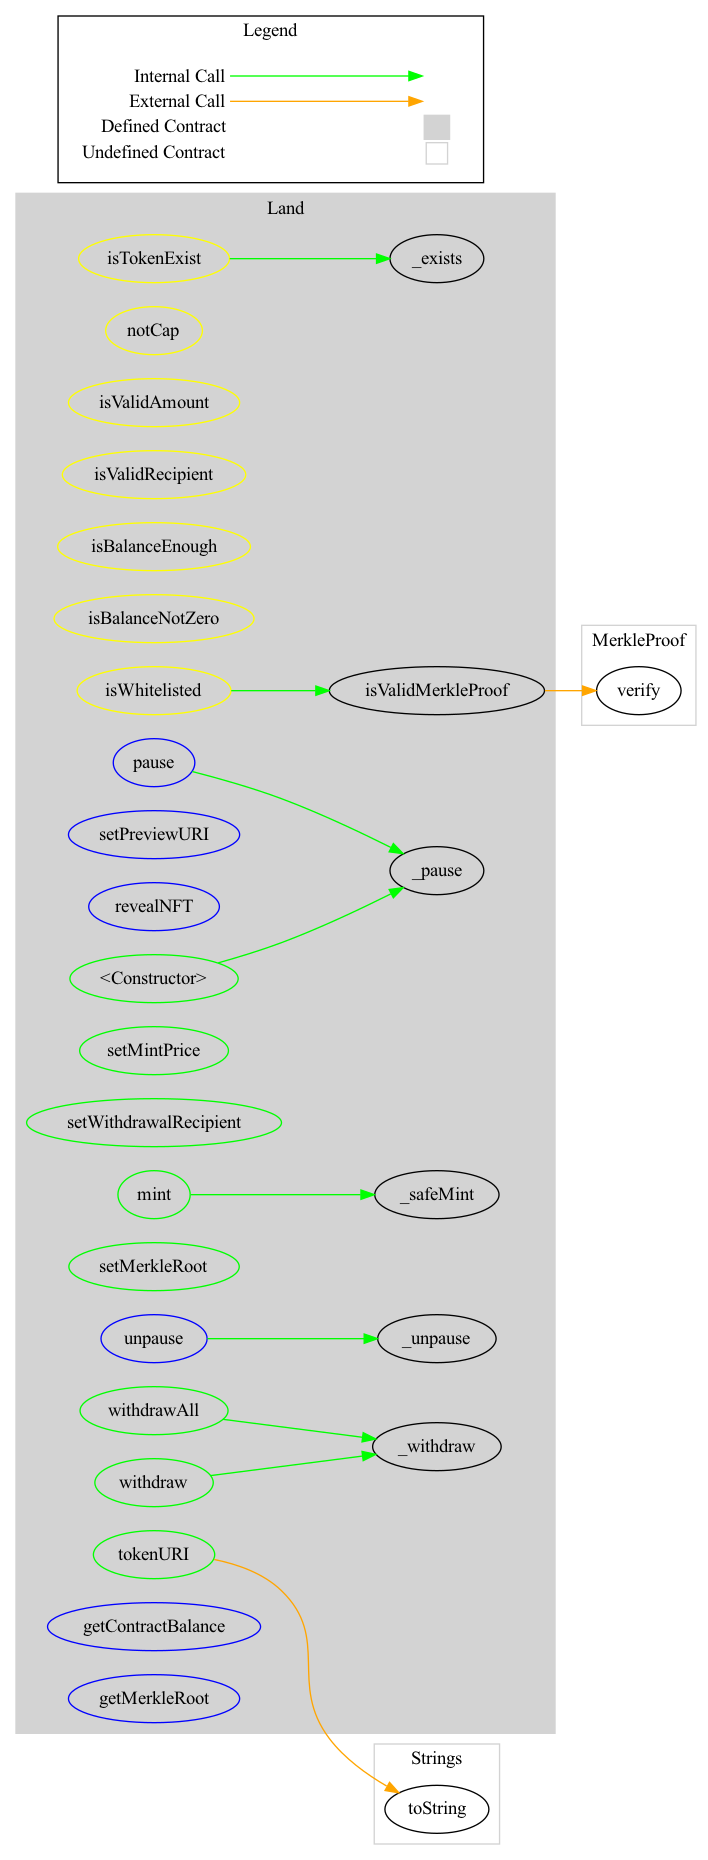 Legend
Internal Call
External Call
Defined Contract
Undefined Contract
Land
isTokenExist
_exists
notCap
isValidAmount
isValidRecipient
isBalanceEnough
isBalanceNotZero
MerkleProof
isWhitelisted
isValidMerkleProof
verify
pause
setPreviewURI
_pause
revealNFT
<Constructor>
setMintPrice
setWithdrawalRecipient
mint
_safeMint
setMerkleRoot
unpause
_unpause
withdrawAll
_withdraw
withdraw
tokenURI
getContractBalance
getMerkleRoot
Strings
toString